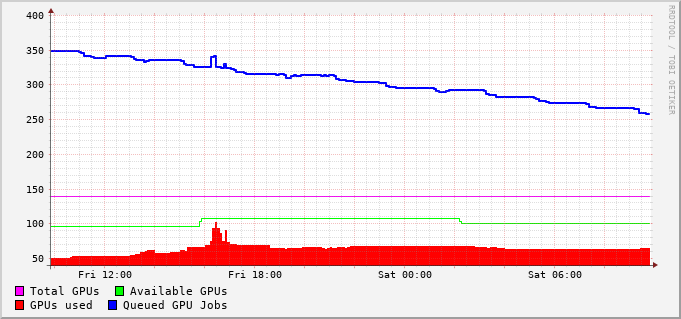 400
350
300
250
200
150
100
50
Fri 12:00 Fri 18:00 Sat 00:00 Sat 06:00
Total GPUs Available GPUs
GPUs used Queued GPU Jobs
RRDTOOL / TOBI OETIKER